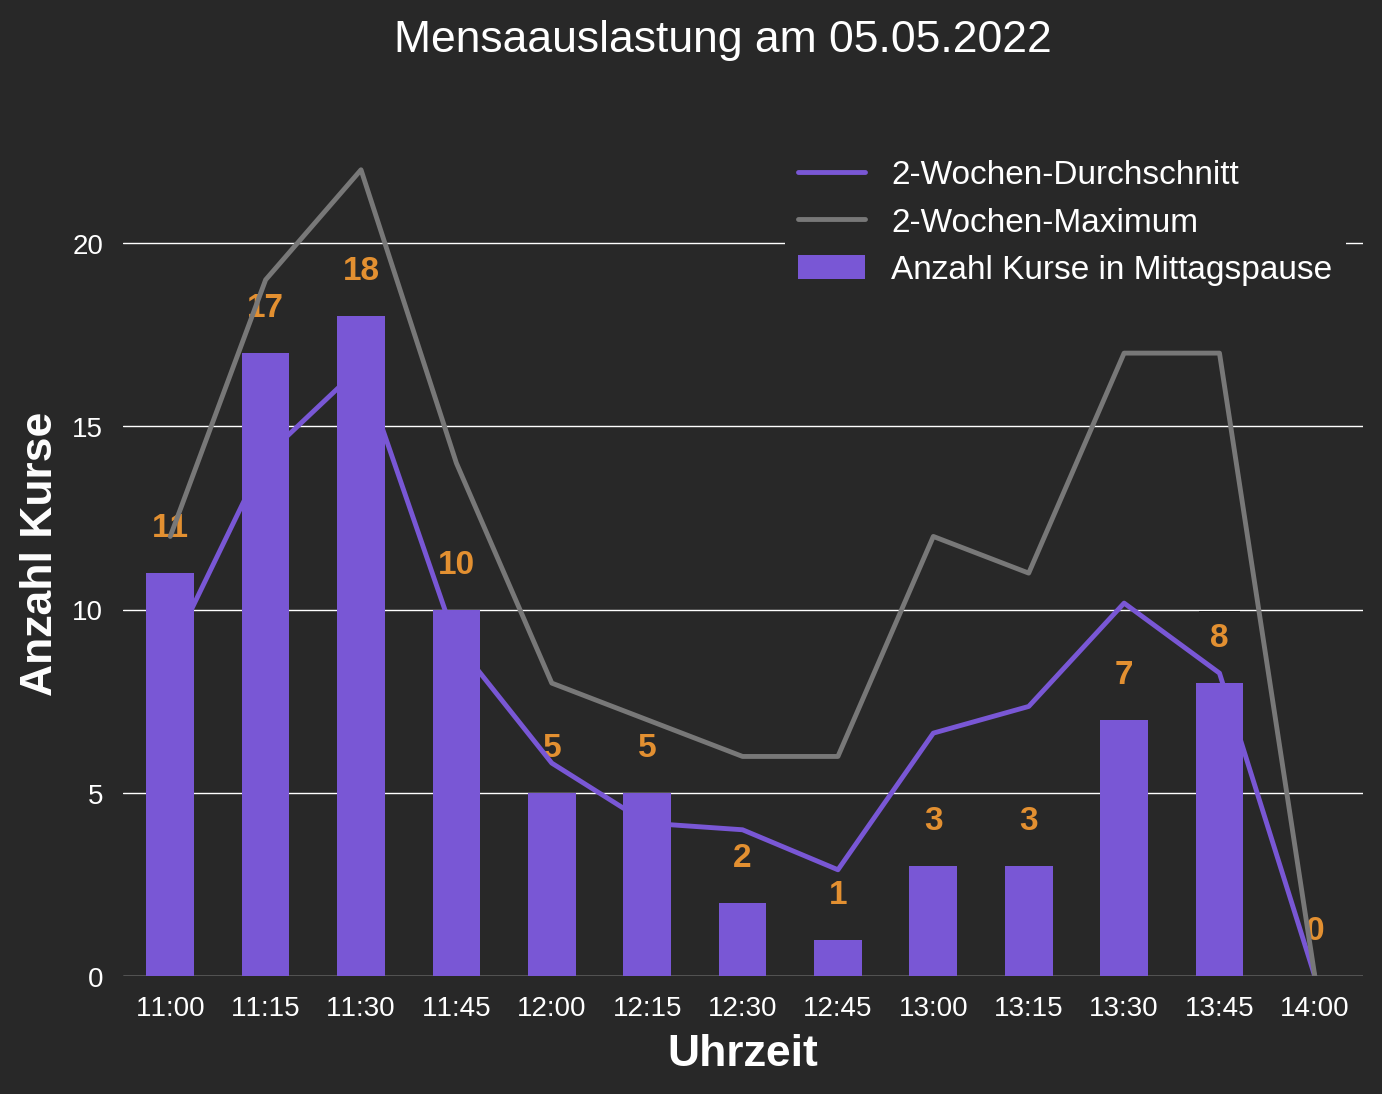 Mensaauslastung am 05.05.2022
2-Wochen-Durchschnitt
2-Wochen-Maximum
Anzahl Kurse in Mittagspause
Anzahl Kurse
20
15
10
5
0
11
17
18
10
5
5
2
1
3
3
7
8
0
11:00 11:15 11:30 11:45 12:00 12:15 12:30 12:45 13:00 13:15 13:30 13:45 14:00
Uhrzeit